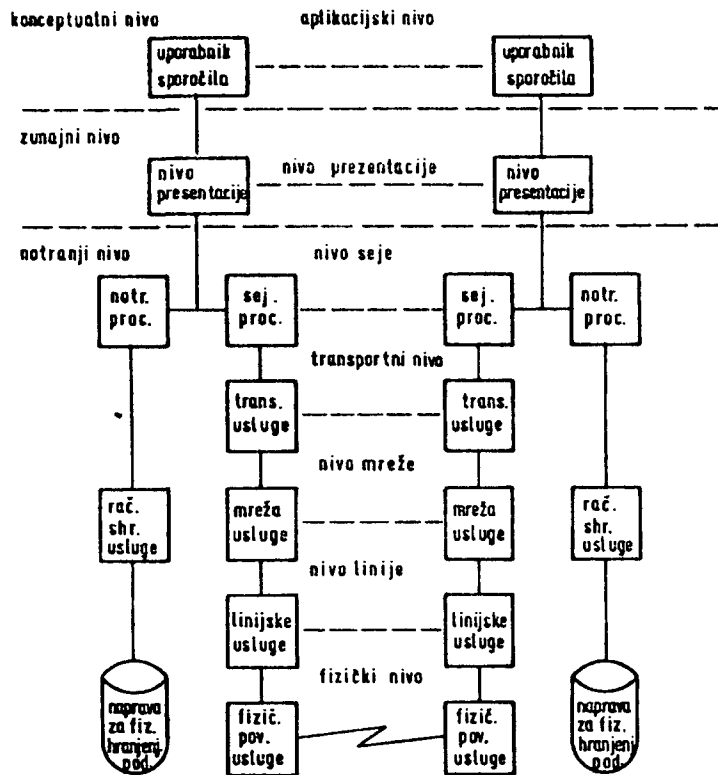 konceptualni nivo
aplikacijski nivo
uporabnik
sporočila
uporabnik
sporočila
zunajni nivo
nivo
presentacije
nivo prezentacije
nivo
presentacije
notranji nivo
nivo seje
notr.
proc.
sej.
proc.
sej.
proc.
notr.
proc.
transportni nivo
trans.
usluge
trans.
usluge
nivo mreže
rač.
shr.
usluge
mreža
usluge
mreža
usluge
rač.
shr.
usluge
nivo linije
linijske
usluge
linijske
usluge
fizički nivo
naprava
za fiz.
hranjenj
pod.
fizič.
pov.
usluge
fizič.
pov.
usluge
naprava
za fiz.
hranjenj
pod.